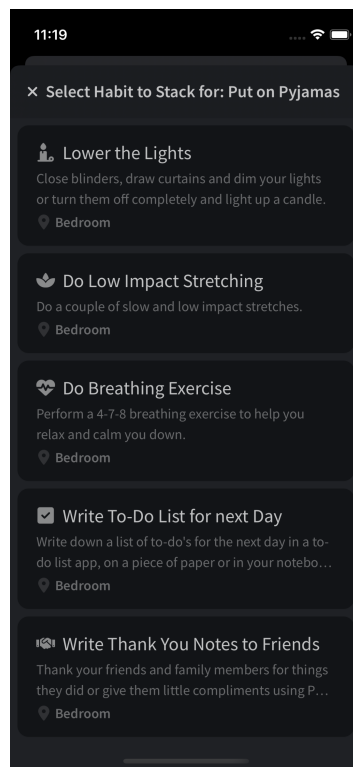 11:19
× Select Habit to Stack for: Put on Pyjamas
Lower the Lights
Close blinders, draw curtains and dim your lights
or turn them off completely and light up a candle.
Bedroom
Do Low Impact Stretching
Do a couple of slow and low impact stretches.
Bedroom
Do Breathing Exercise
Perform a 4-7-8 breathing exercise to help you
relax and calm you down.
Bedroom
Write To-Do List for next Day
Write down a list of to-do's for the next day in a to-
do list app, on a piece of paper or in your notebo...
Bedroom
Write Thank You Notes to Friends
Thank your friends and family members for things
they did or give them little compliments using P...
Bedroom